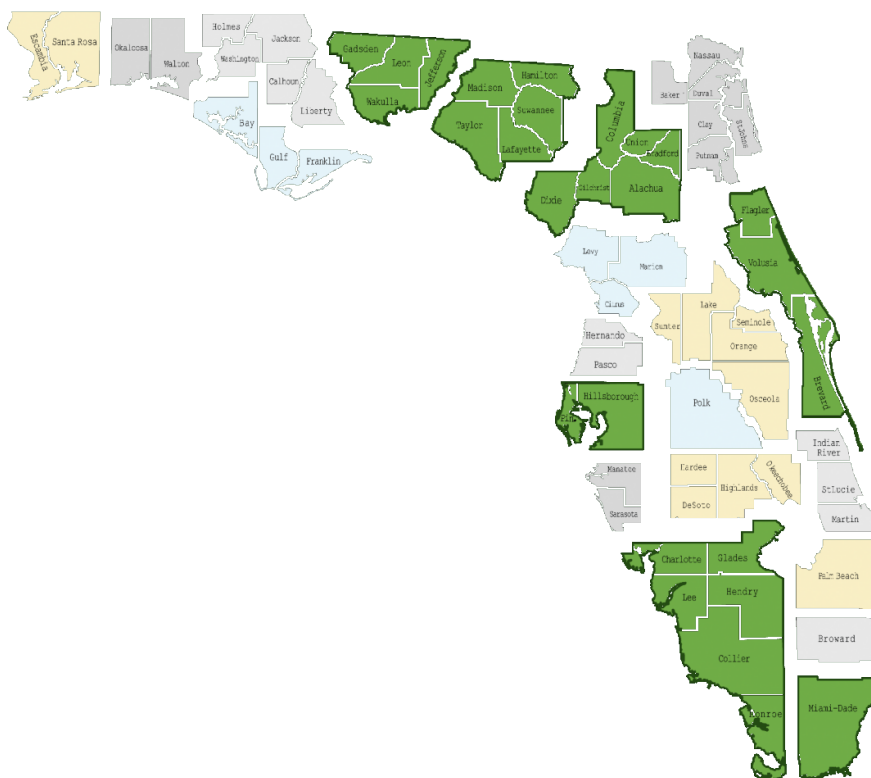 Escambia
Santa Rosa
Okaloosa
Walton
Holmes
Washington
Jackson
Calhoun
Liberty
Bay
Gulf
Franklin
Gadsden
Leon
Jefferson
Wakulla
Madison
Hamilton
Suwannee
Taylor
Lafayette
Columbia
Union
Bradford
Dixie
Gilchrist
Alachua
Nassau
Baker
Duval
Clay
St Johns
Putnam
Flagler
Volusia
Brevard
Levy
Marion
Citrus
Sumter
Lake
Seminole
Orange
Osceola
Hernando
Pasco
Pin
Hillsborough
Polk
Manatee
Sarasota
Hardee
DeSoto
Highlands
Okeechobee
Indian
River
StLucie
Martin
Charlotte
Glades
Lee
Hendry
Collier
Monroe
Palm Beach
Broward
Miami-Dade